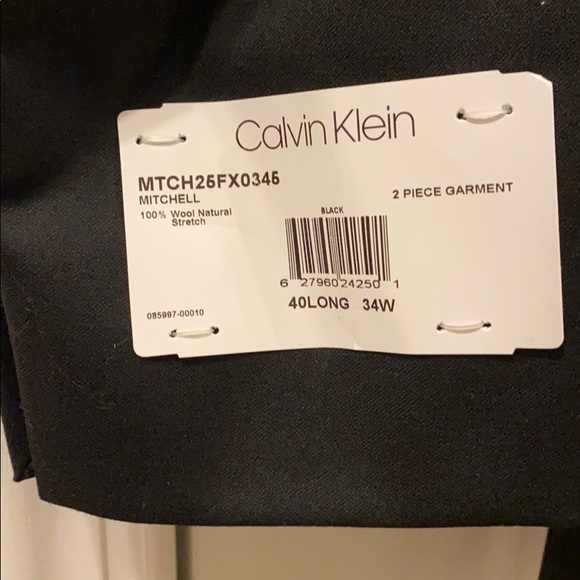 Calvin Klein
MTCH25FX0345
MITCHELL
2 PIECE GARMENT
100% Wool Natural
Stretch
BLACK
6 27960 24250 1
085997-00010
40LONG 34W